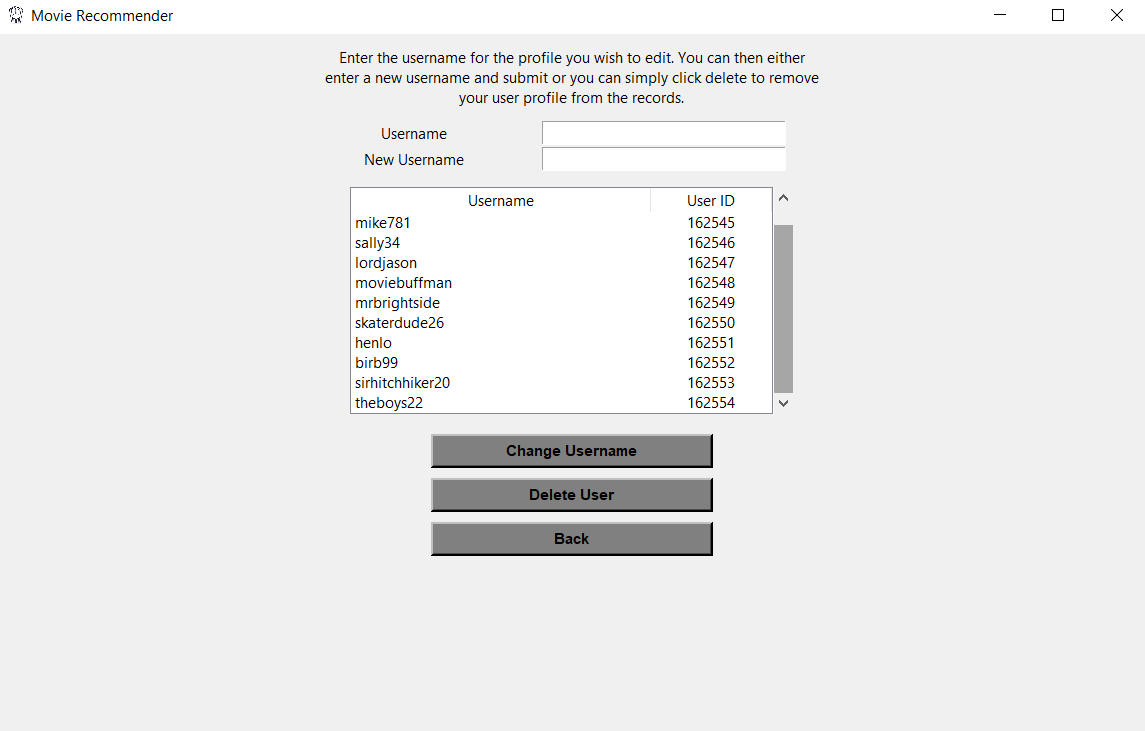 Movie Recommender
Enter the username for the profile you wish to edit. You can then either
enter a new username and submit or you can simply click delete to remove
your user profile from the records.
Username
New Username
Username User ID
mike781 162545
sally34 162546
lordjason 162547
moviebuffman 162548
mrbrightside 162549
skaterdude26 162550
henlo 162551
birb99 162552
sirhitchhiker20 162553
theboys22 162554
Change Username
Delete User
Back